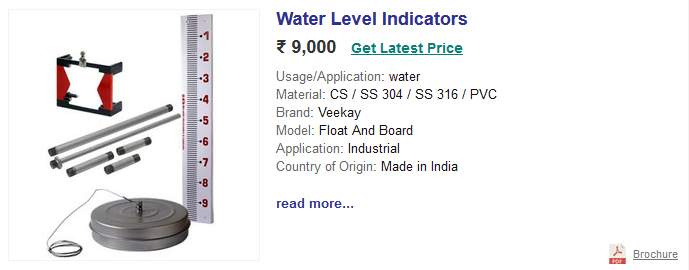 Water Level Indicators
₹ 9,000 Get Latest Price
Usage/Application: water
Material: CS / SS 304 / SS 316 / PVC
Brand: Veekay
Model: Float And Board
Application: Industrial
Country of Origin: Made in India
read more...
1
2
3
4
5
6
7
8
9
PDF
Brochure